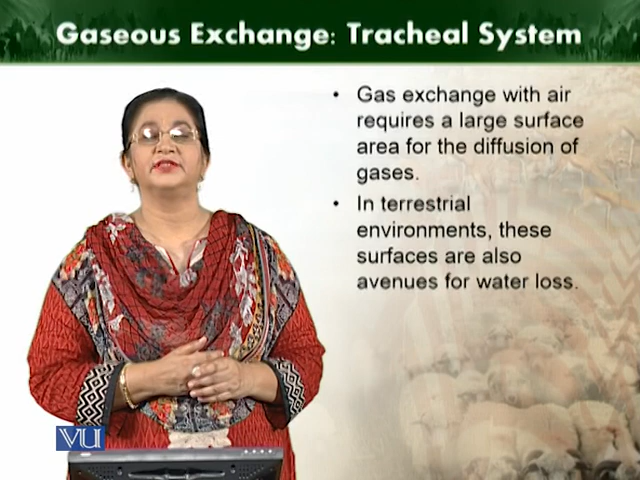 Gaseous Exchange: Tracheal System
• Gas exchange with air
requires a large surface
area for the diffusion of
gases.
• In terrestrial
environments, these
surfaces are also
avenues for water loss.
VU